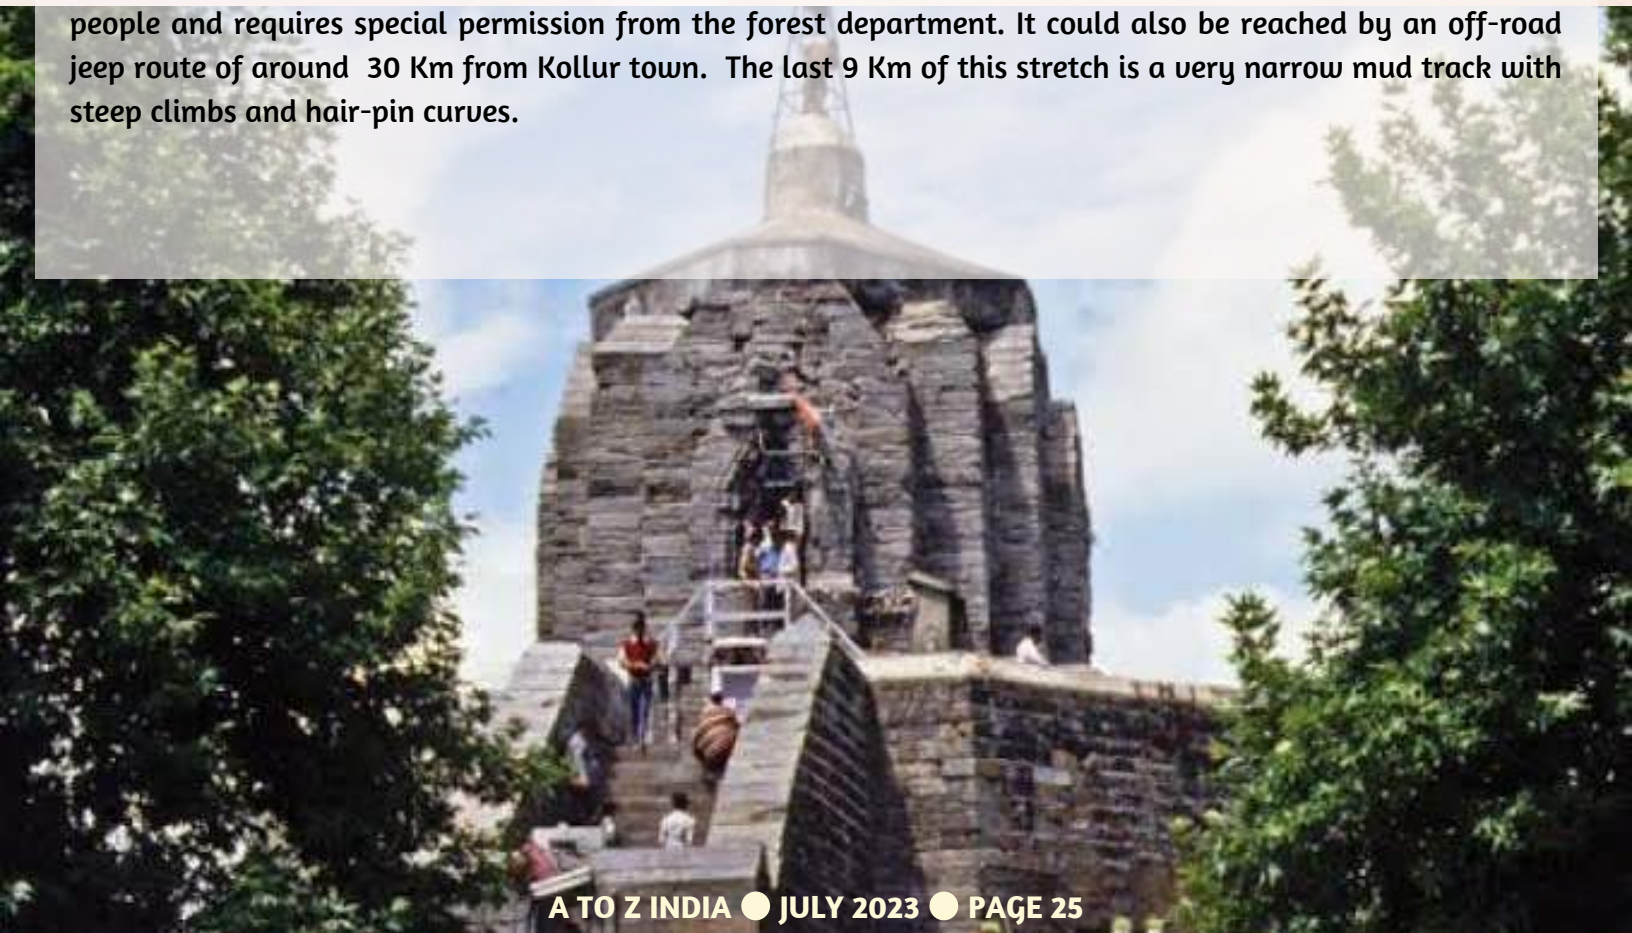 people and requires special permission from the forest department. It could also be reached by an off-road
jeep route of around  30 Km from Kollur town.  The last 9 Km of this stretch is a very narrow mud track with
steep climbs and hair-pin curves.
A TO Z INDIA ● JULY 2023 ● PAGE 25